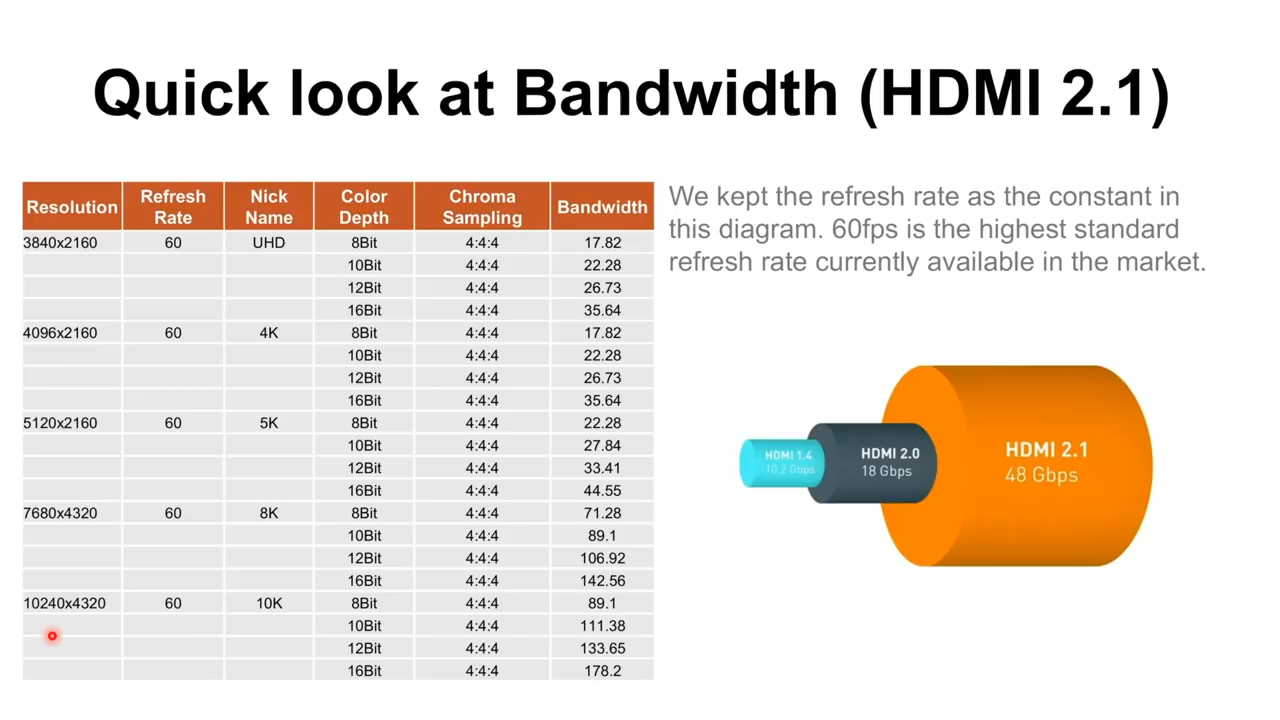 Quick look at Bandwidth (HDMI 2.1)
Resolution Refresh Rate Nick Name Color Depth Chroma Sampling Bandwidth
3840x2160 60 UHD 8Bit 4:4:4 17.82
10Bit 4:4:4 22.28
12Bit 4:4:4 26.73
16Bit 4:4:4 35.64
4096x2160 60 4K 8Bit 4:4:4 17.82
10Bit 4:4:4 22.28
12Bit 4:4:4 26.73
16Bit 4:4:4 35.64
5120x2160 60 5K 8Bit 4:4:4 22.28
10Bit 4:4:4 27.84
12Bit 4:4:4 33.41
16Bit 4:4:4 44.55
7680x4320 60 8K 8Bit 4:4:4 71.28
10Bit 4:4:4 89.1
12Bit 4:4:4 106.92
16Bit 4:4:4 142.56
10240x4320 60 10K 8Bit 4:4:4 89.1
10Bit 4:4:4 111.38
12Bit 4:4:4 133.65
16Bit 4:4:4 178.2
We kept the refresh rate as the constant in
this diagram. 60fps is the highest standard
refresh rate currently available in the market.
HDMI 1.4
10.2 Gbps
HDMI 2.0
18 Gbps
HDMI 2.1
48 Gbps